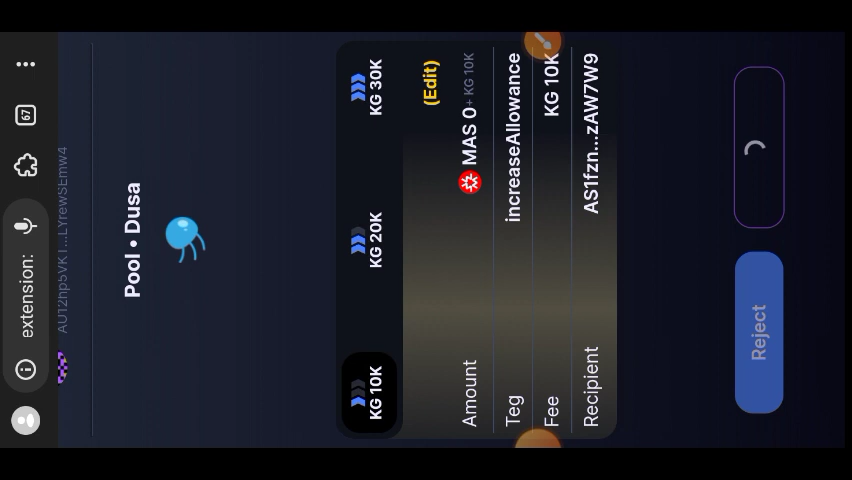 extension:
67
AU12hp5VK1...LYrewSEmw4
Pool • Dusa
KG 10K
KG 20K
KG 30K
(Edit)
Amount
MAS 0 + KG 10K
Teg
increaseAllowance
Fee
KG 10K
Recipient
AS1fzn...zAW7W9
Reject